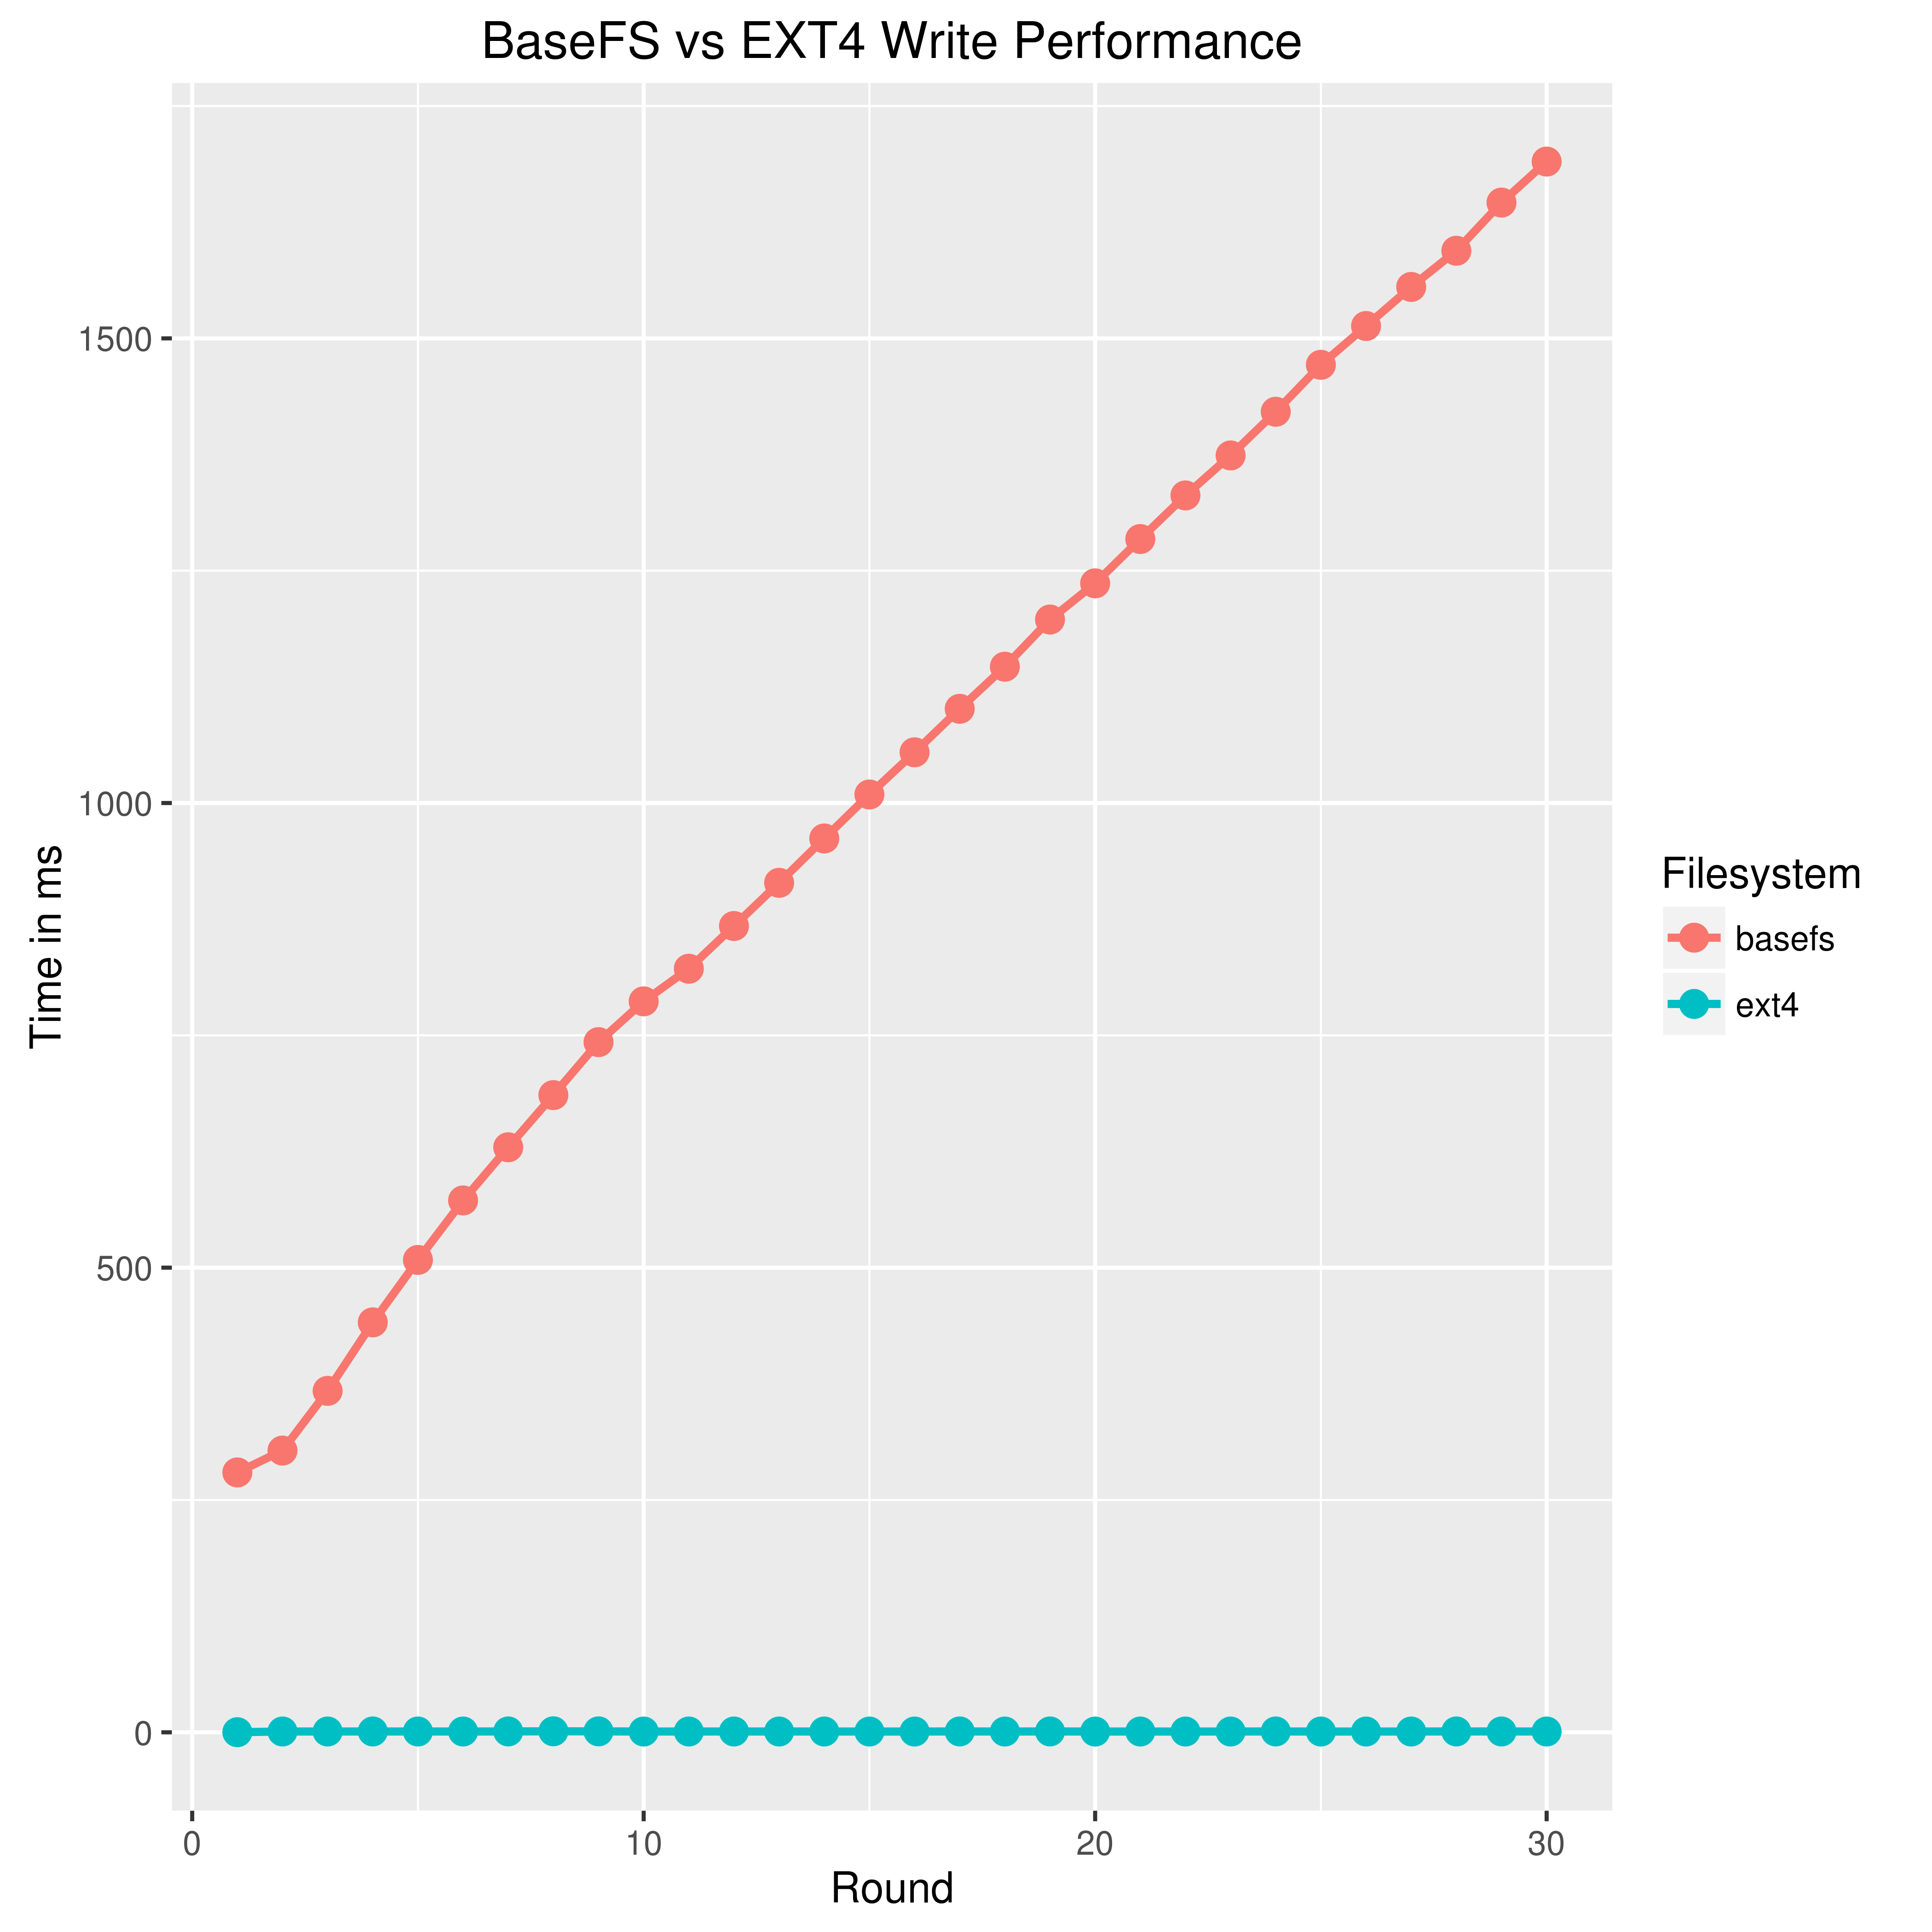 BaseFS vs EXT4 Write Performance
Time in ms
1500
1000
500
0
0 10 20 30
Round
Filesystem
basefs
ext4